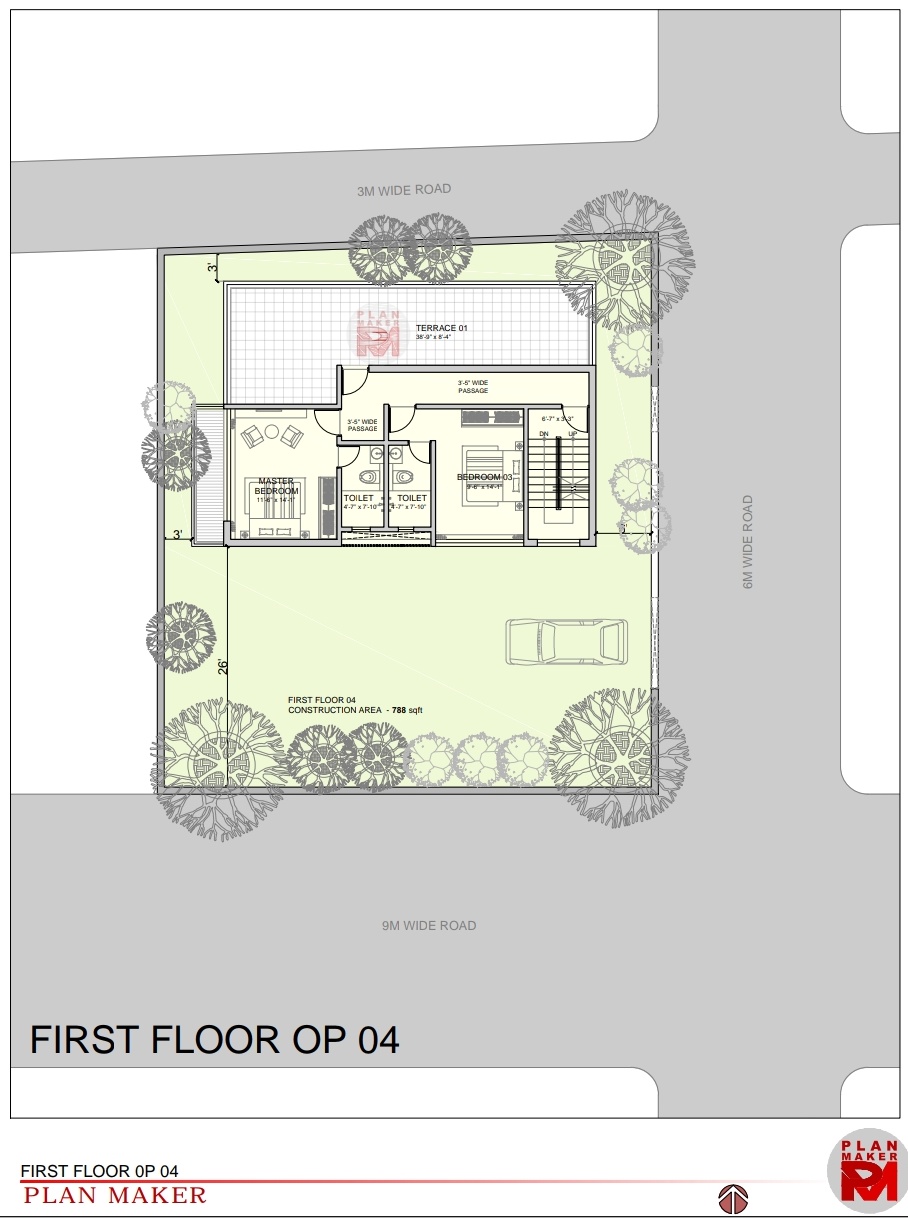 3M WIDE ROAD
3'
PLAN
MAKER
TERRACE 01
38'-9" x 8'-4"
3'-5" WIDE
PASSAGE
3'-5" WIDE
PASSAGE
6'-7" x 3'-3"
DN UP
MASTER
BEDROOM
11'-6" x 14'-1"
BEDROOM 03
9'-6" x 14'-1"
TOILET
4'-7" x 7'-10"
TOILET
4'-7" x 7'-10"
3'
6M WIDE ROAD
26'
FIRST FLOOR 04
CONSTRUCTION AREA - 788 sqft
9M WIDE ROAD
FIRST FLOOR OP 04
FIRST FLOOR 0P 04
PLAN MAKER
PLAN
MAKER